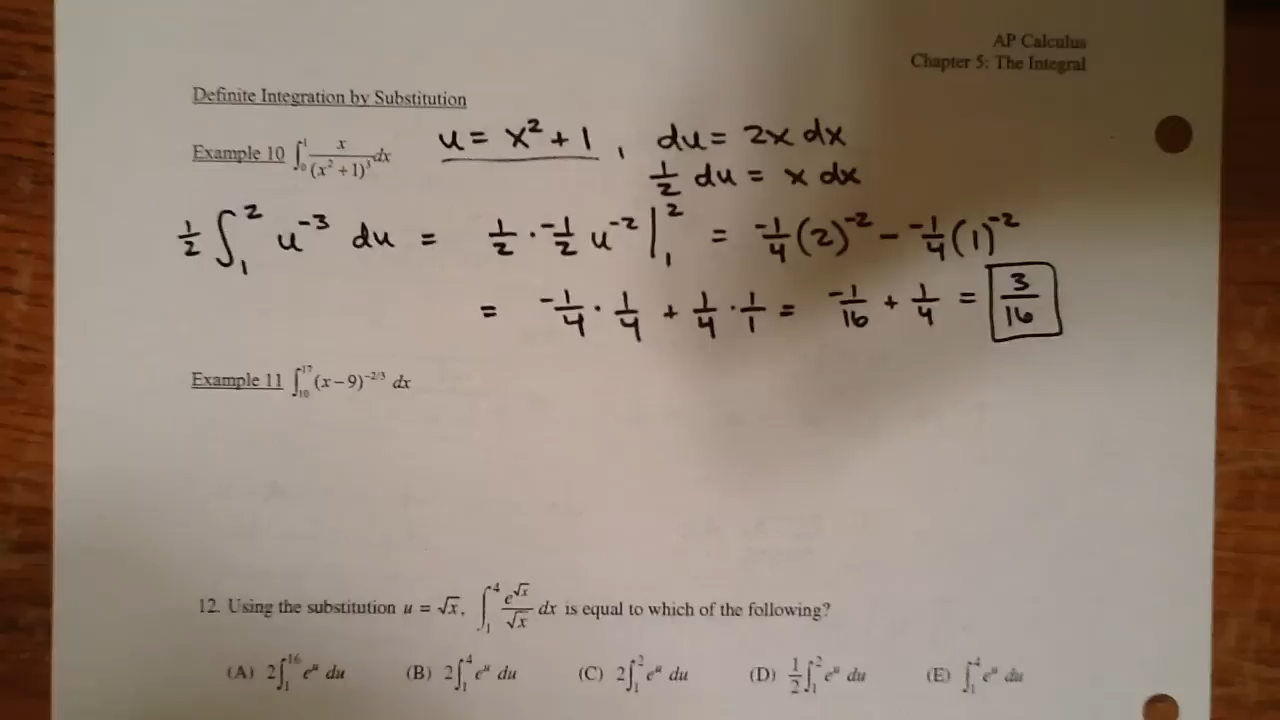 AP Calculus
Chapter 5: The Integral
Definite Integration by Substitution
Example 10 ∫₀¹ x/(x² + 1)³ dx
u = x² + 1 , du = 2x dx
½ du = x dx
½ ∫₁² u⁻³ du = ½ · -½ u⁻² |₁² = -¼(2)⁻² − -¼(1)⁻²
= -¼ · ¼ + ¼ · 1/1 = -1/16 + ¼ = 3/16
Example 11 ∫₁₀¹⁷ (x − 9)^(-2/3) dx
12. Using the substitution u = √x, ∫₁⁴ e^√x/√x dx is equal to which of the following?
(A) 2∫₁¹⁶ eᵘ du (B) 2∫₁⁴ eᵘ du (C) 2∫₁² eᵘ du (D) ½∫₁² eᵘ du (E) ∫₁⁴ eᵘ du